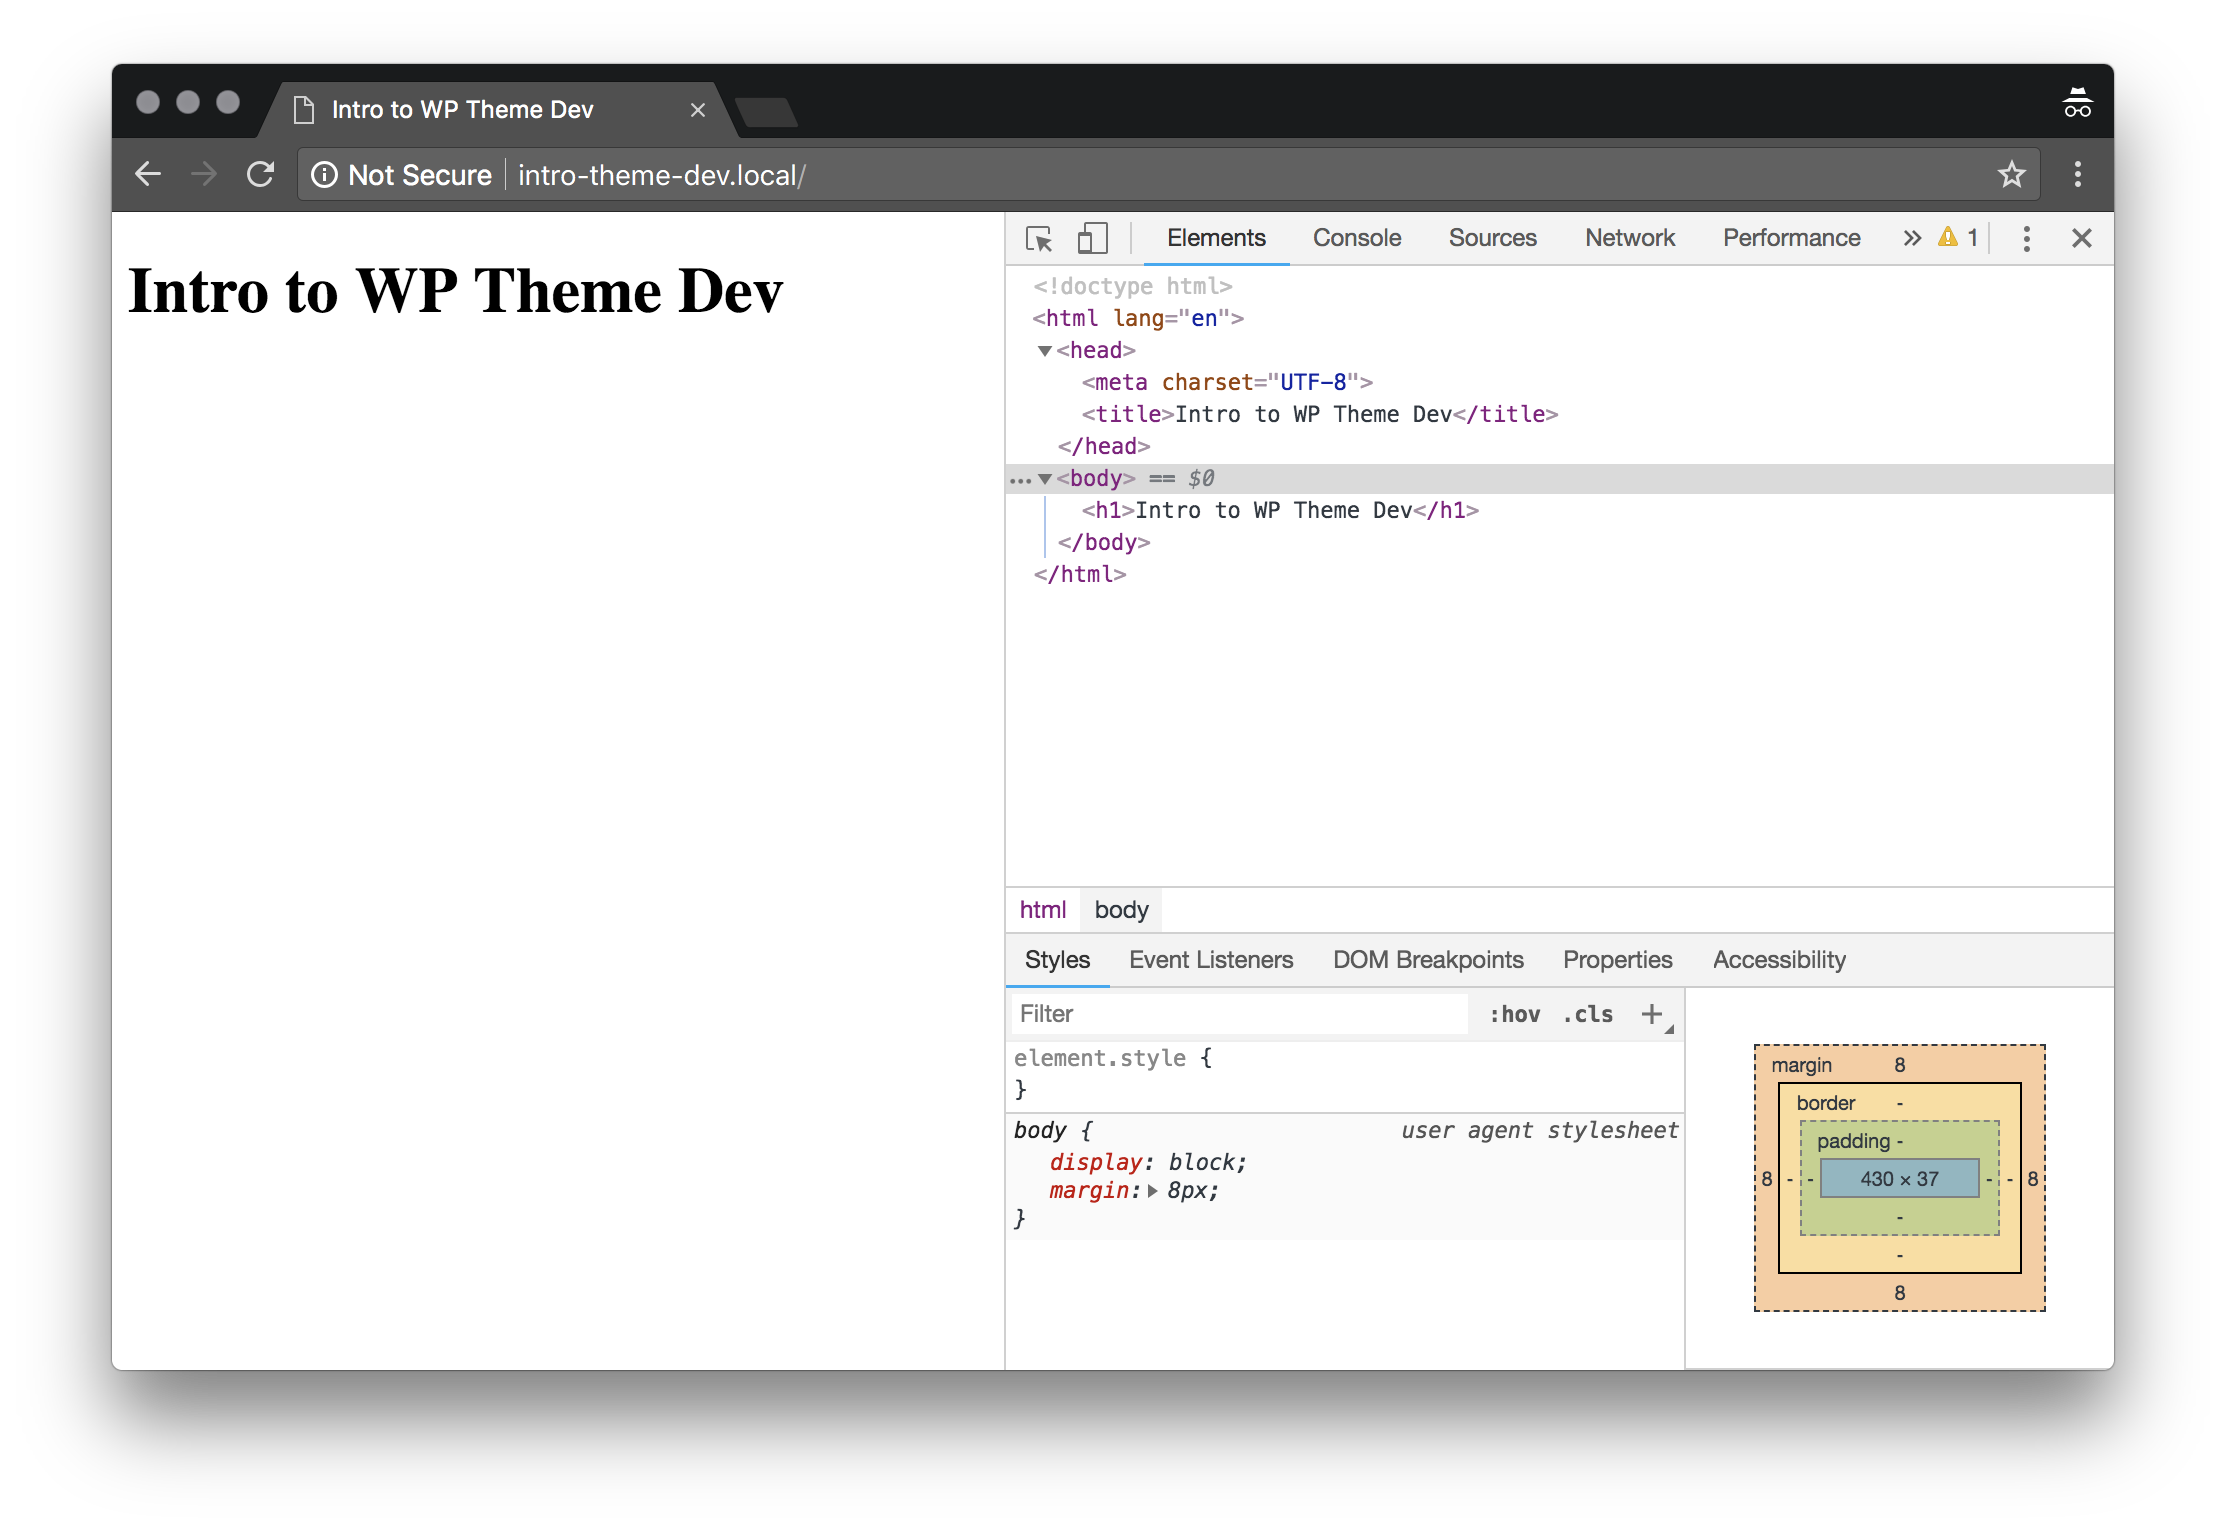 Intro to WP Theme Dev
Not Secure intro-theme-dev.local/
Intro to WP Theme Dev
Elements Console Sources Network Performance » 1
<!doctype html>
<html lang="en">
<head>
<meta charset="UTF-8">
<title>Intro to WP Theme Dev</title>
</head>
... <body> == $0
<h1>Intro to WP Theme Dev</h1>
</body>
</html>
html body
Styles Event Listeners DOM Breakpoints Properties Accessibility
Filter :hov .cls +
element.style {
}
body { user agent stylesheet
display: block;
margin: 8px;
}
margin 8
border -
padding -
8 - - 430 × 37 - - 8
-
-
8